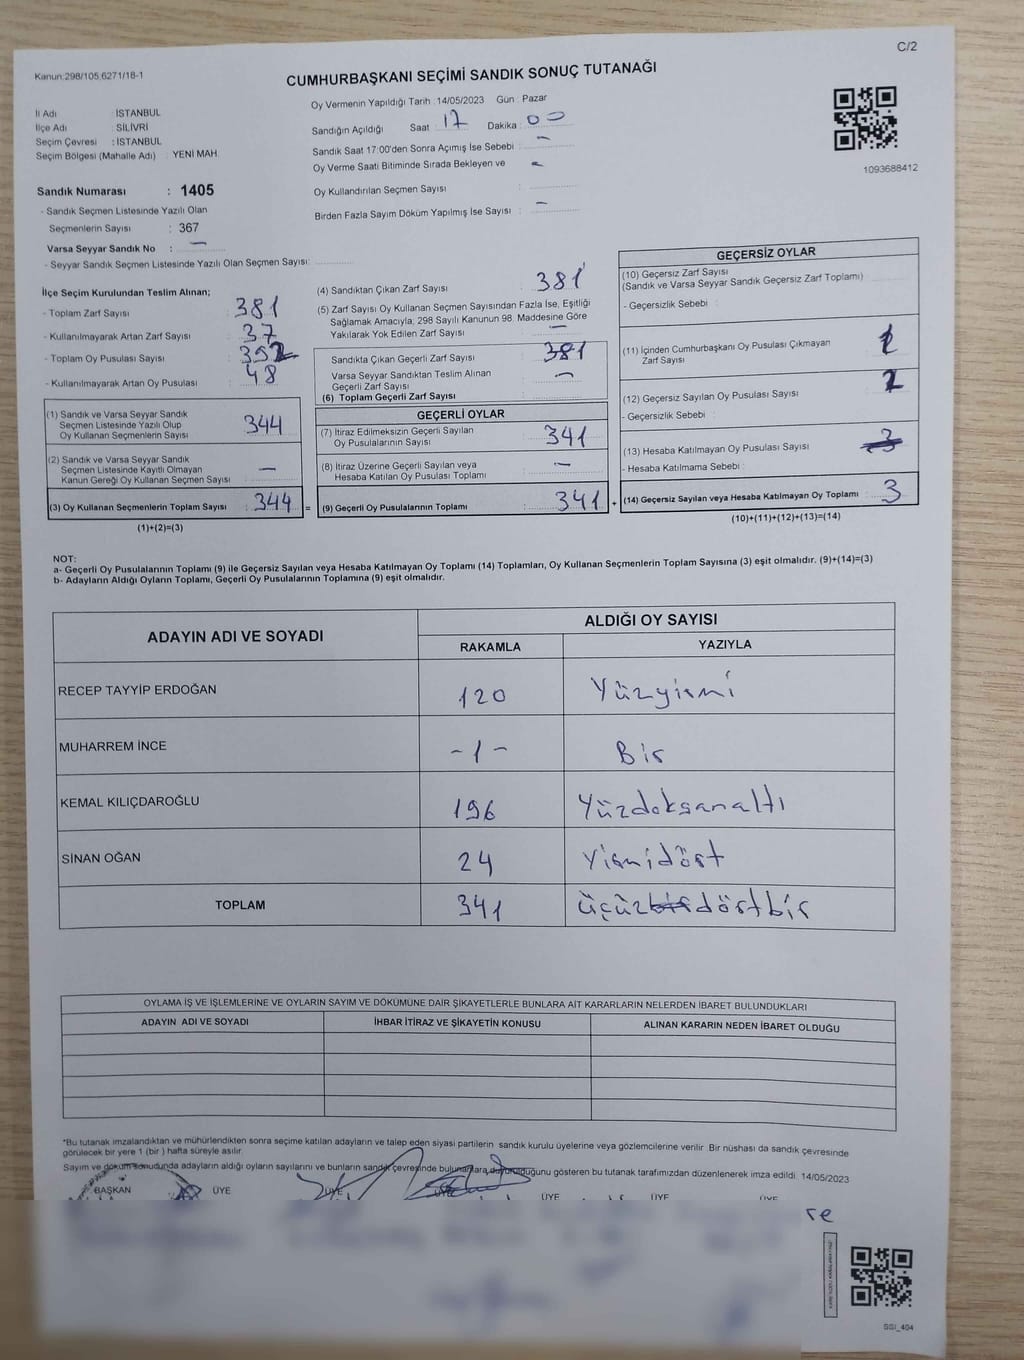 C/2
Kanun:298/105,6271/18-1
CUMHURBAŞKANI SEÇİMİ SANDIK SONUÇ TUTANAĞI
Oy Vermenin Yapıldığı Tarih :14/05/2023 Gün : Pazar
İl Adı : İSTANBUL
İlçe Adı : SİLİVRİ
Seçim Çevresi : İSTANBUL
Seçim Bölgesi (Mahalle Adı) : YENİ MAH.
Sandığın Açıldığı Saat : 17 Dakika : 00
Sandık Saat 17:00'den Sonra Açımış İse Sebebi : –
Oy Verme Saati Bitiminde Sırada Bekleyen ve –
Oy Kullandırılan Seçmen Sayısı :
Birden Fazla Sayım Döküm Yapılmış İse Sayısı : –
1093688412
Sandık Numarası : 1405
- Sandık Seçmen Listesinde Yazılı Olan
Seçmenlerin Sayısı : 367
Varsa Seyyar Sandık No : –
- Seyyar Sandık Seçmen Listesinde Yazılı Olan Seçmen Sayısı:
İlçe Seçim Kurulundan Teslim Alınan;
- Toplam Zarf Sayısı : 381
- Kullanılmayarak Artan Zarf Sayısı : 37
- Toplam Oy Pusulası Sayısı : 392
- Kullanılmayarak Artan Oy Pusulası : 48
(1) Sandık ve Varsa Seyyar Sandık
Seçmen Listesinde Yazılı Olup
Oy Kullanan Seçmenlerin Sayısı : 344
(2) Sandık ve Varsa Seyyar Sandık
Seçmen Listesinde Kayıtlı Olmayan
Kanun Gereği Oy Kullanan Seçmen Sayısı : –
(3) Oy Kullanan Seçmenlerin Toplam Sayısı : 344 =
(1)+(2)=(3)
(4) Sandıktan Çıkan Zarf Sayısı : 381
(5) Zarf Sayısı Oy Kullanan Seçmen Sayısından Fazla İse, Eşitliği
Sağlamak Amacıyla, 298 Sayılı Kanunun 98. Maddesine Göre
Yakılarak Yok Edilen Zarf Sayısı : –
Sandıkta Çıkan Geçerli Zarf Sayısı : 381
Varsa Seyyar Sandıktan Teslim Alınan
Geçerli Zarf Sayısı : –
(6) Toplam Geçerli Zarf Sayısı :
GEÇERLİ OYLAR
(7) İtiraz Edilmeksizin Geçerli Sayılan
Oy Pusulalarının Sayısı : 341
(8) İtiraz Üzerine Geçerli Sayılan veya
Hesaba Katılan Oy Pusulası Toplamı : –
(9) Geçerli Oy Pusulalarının Toplamı : 341 +
GEÇERSİZ OYLAR
(10) Geçersiz Zarf Sayısı
(Sandık ve Varsa Seyyar Sandık Geçersiz Zarf Toplamı) :
- Geçersizlik Sebebi :
(11) İçinden Cumhurbaşkanı Oy Pusulası Çıkmayan
Zarf Sayısı :
(12) Geçersiz Sayılan Oy Pusulası Sayısı : 2
- Geçersizlik Sebebi :
(13) Hesaba Katılmayan Oy Pusulası Sayısı : 3
- Hesaba Katılmama Sebebi :
(14) Geçersiz Sayılan veya Hesaba Katılmayan Oy Toplamı : 3
(10)+(11)+(12)+(13)=(14)
NOT:
a- Geçerli Oy Pusulalarının Toplamı (9) ile Geçersiz Sayılan veya Hesaba Katılmayan Oy Toplamı (14) Toplamları, Oy Kullanan Seçmenlerin Toplam Sayısına (3) eşit olmalıdır. (9)+(14)=(3)
b- Adayların Aldığı Oyların Toplamı, Geçerli Oy Pusulalarının Toplamına (9) eşit olmalıdır.
ADAYIN ADI VE SOYADI
ALDIĞI OY SAYISI
RAKAMLA YAZIYLA
RECEP TAYYİP ERDOĞAN 120 Yüzyirmi
MUHARREM İNCE -1- Bir
KEMAL KILIÇDAROĞLU 196 Yüzdoksanaltı
SİNAN OĞAN 24 Yirmidört
TOPLAM 341 üçüzbirdörtbir
OYLAMA İŞ VE İŞLEMLERİNE VE OYLARIN SAYIM VE DÖKÜMÜNE DAİR ŞİKAYETLERLE BUNLARA AİT KARARLARIN NELERDEN İBARET BULUNDUKLARI
ADAYIN ADI VE SOYADI İHBAR İTİRAZ VE ŞİKAYETİN KONUSU ALINAN KARARIN NEDEN İBARET OLDUĞU
*Bu tutanak imzalandıktan ve mühürlendikten sonra seçime katılan adayların ve talep eden siyasi partilerin sandık kurulu üyelerine veya gözlemcilerine verilir. Bir nüshası da sandık çevresinde
görülecek bir yere 1 (bir ) hafta süreyle asılır.
Sayım ve döküm sonudunda adayların aldığı oyların sayılarını ve bunların sandık çevresinde bulunanlara duyurulduğunu gösteren bu tutanak tarafımızdan düzenlenerek imza edildi. 14/05/2023
BAŞKAN ÜYE ÜYE ÜYE ÜYE ÜYE ÜYE
re
SSI_404